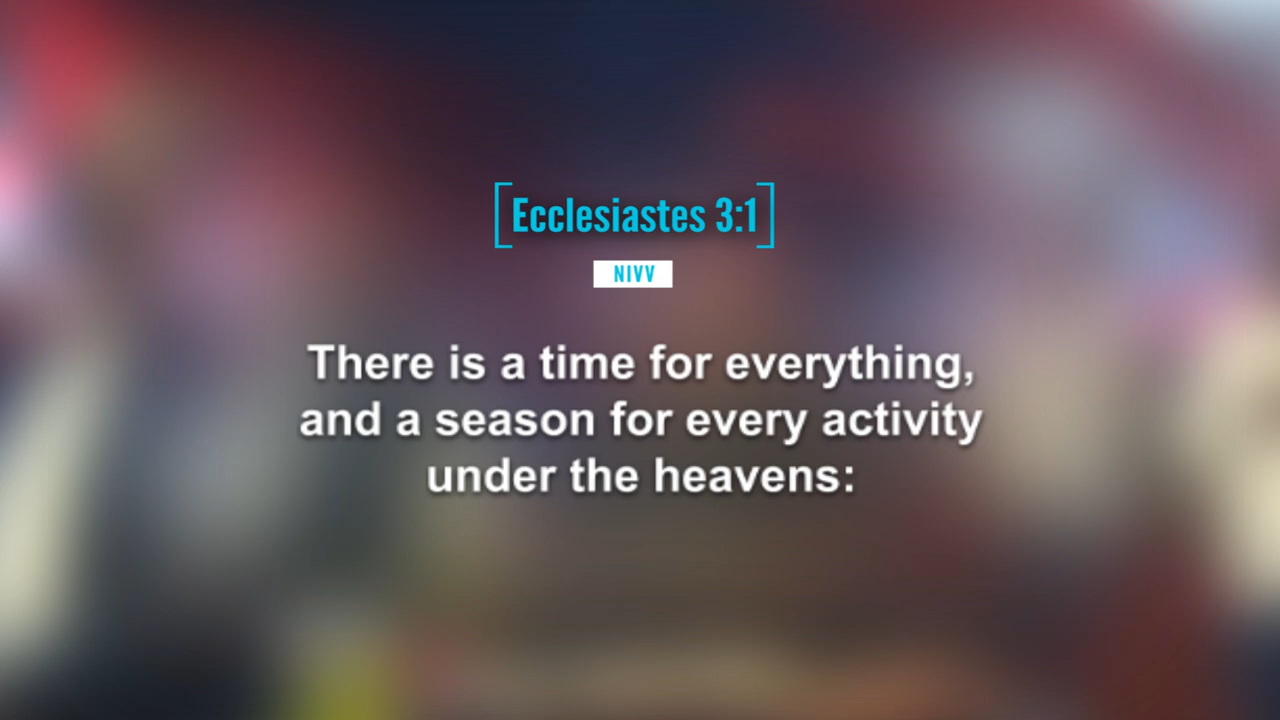 [Ecclesiastes 3:1]
NIVV
There is a time for everything,
and a season for every activity
under the heavens: